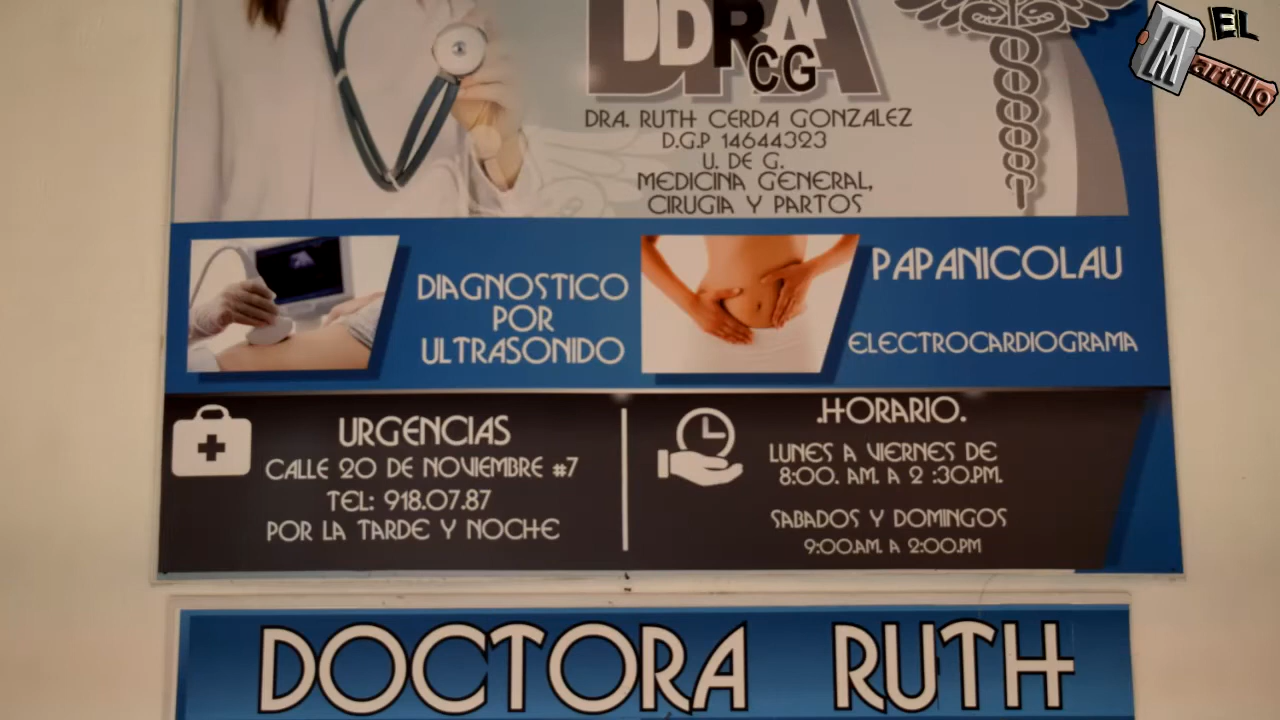 EL
Martillo
DDRA
CG
DRA. RUTH CERDA GONZALEZ
D.G.P 14644323
U. DE G.
MEDICINA GENERAL,
CIRUGIA Y PARTOS
DIAGNOSTICO
POR
ULTRASONIDO
PAPANICOLAU
ELECTROCARDIOGRAMA
URGENCIAS
CALLE 20 DE NOVIEMBRE #7
TEL: 918.07.87
POR LA TARDE Y NOCHE
.HORARIO.
LUNES A VIERNES DE
8:00. AM. A 2 :30.PM.
SABADOS Y DOMINGOS
9:00.AM. A 2:00.PM
DOCTORA RUTH